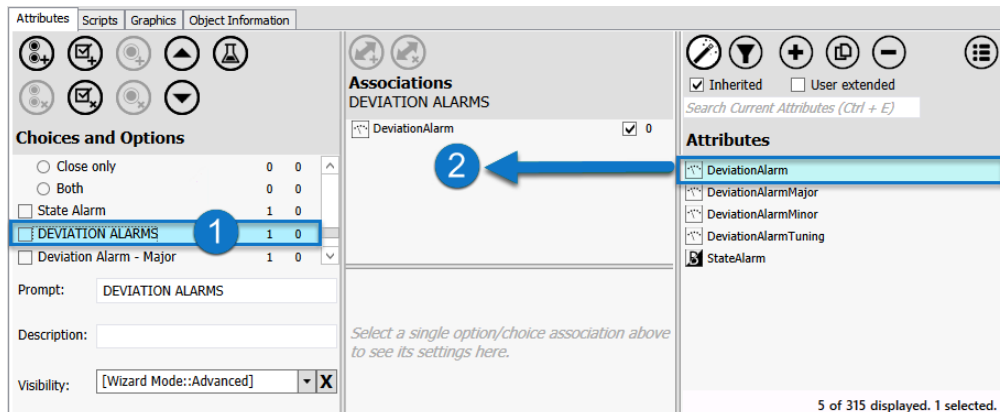 Attributes Scripts Graphics Object Information
Choices and Options
Close only 0 0
Both 0 0
State Alarm 1 0
DEVIATION ALARMS 1 0
1
Deviation Alarm - Major 1 0
Prompt: DEVIATION ALARMS
Description:
Visibility: [Wizard Mode::Advanced] X
Associations
DEVIATION ALARMS
DeviationAlarm 0
2
Select a single option/choice association above
to see its settings here.
Inherited User extended
Search Current Attributes (Ctrl + E)
Attributes
DeviationAlarm
DeviationAlarmMajor
DeviationAlarmMinor
DeviationAlarmTuning
StateAlarm
5 of 315 displayed. 1 selected.